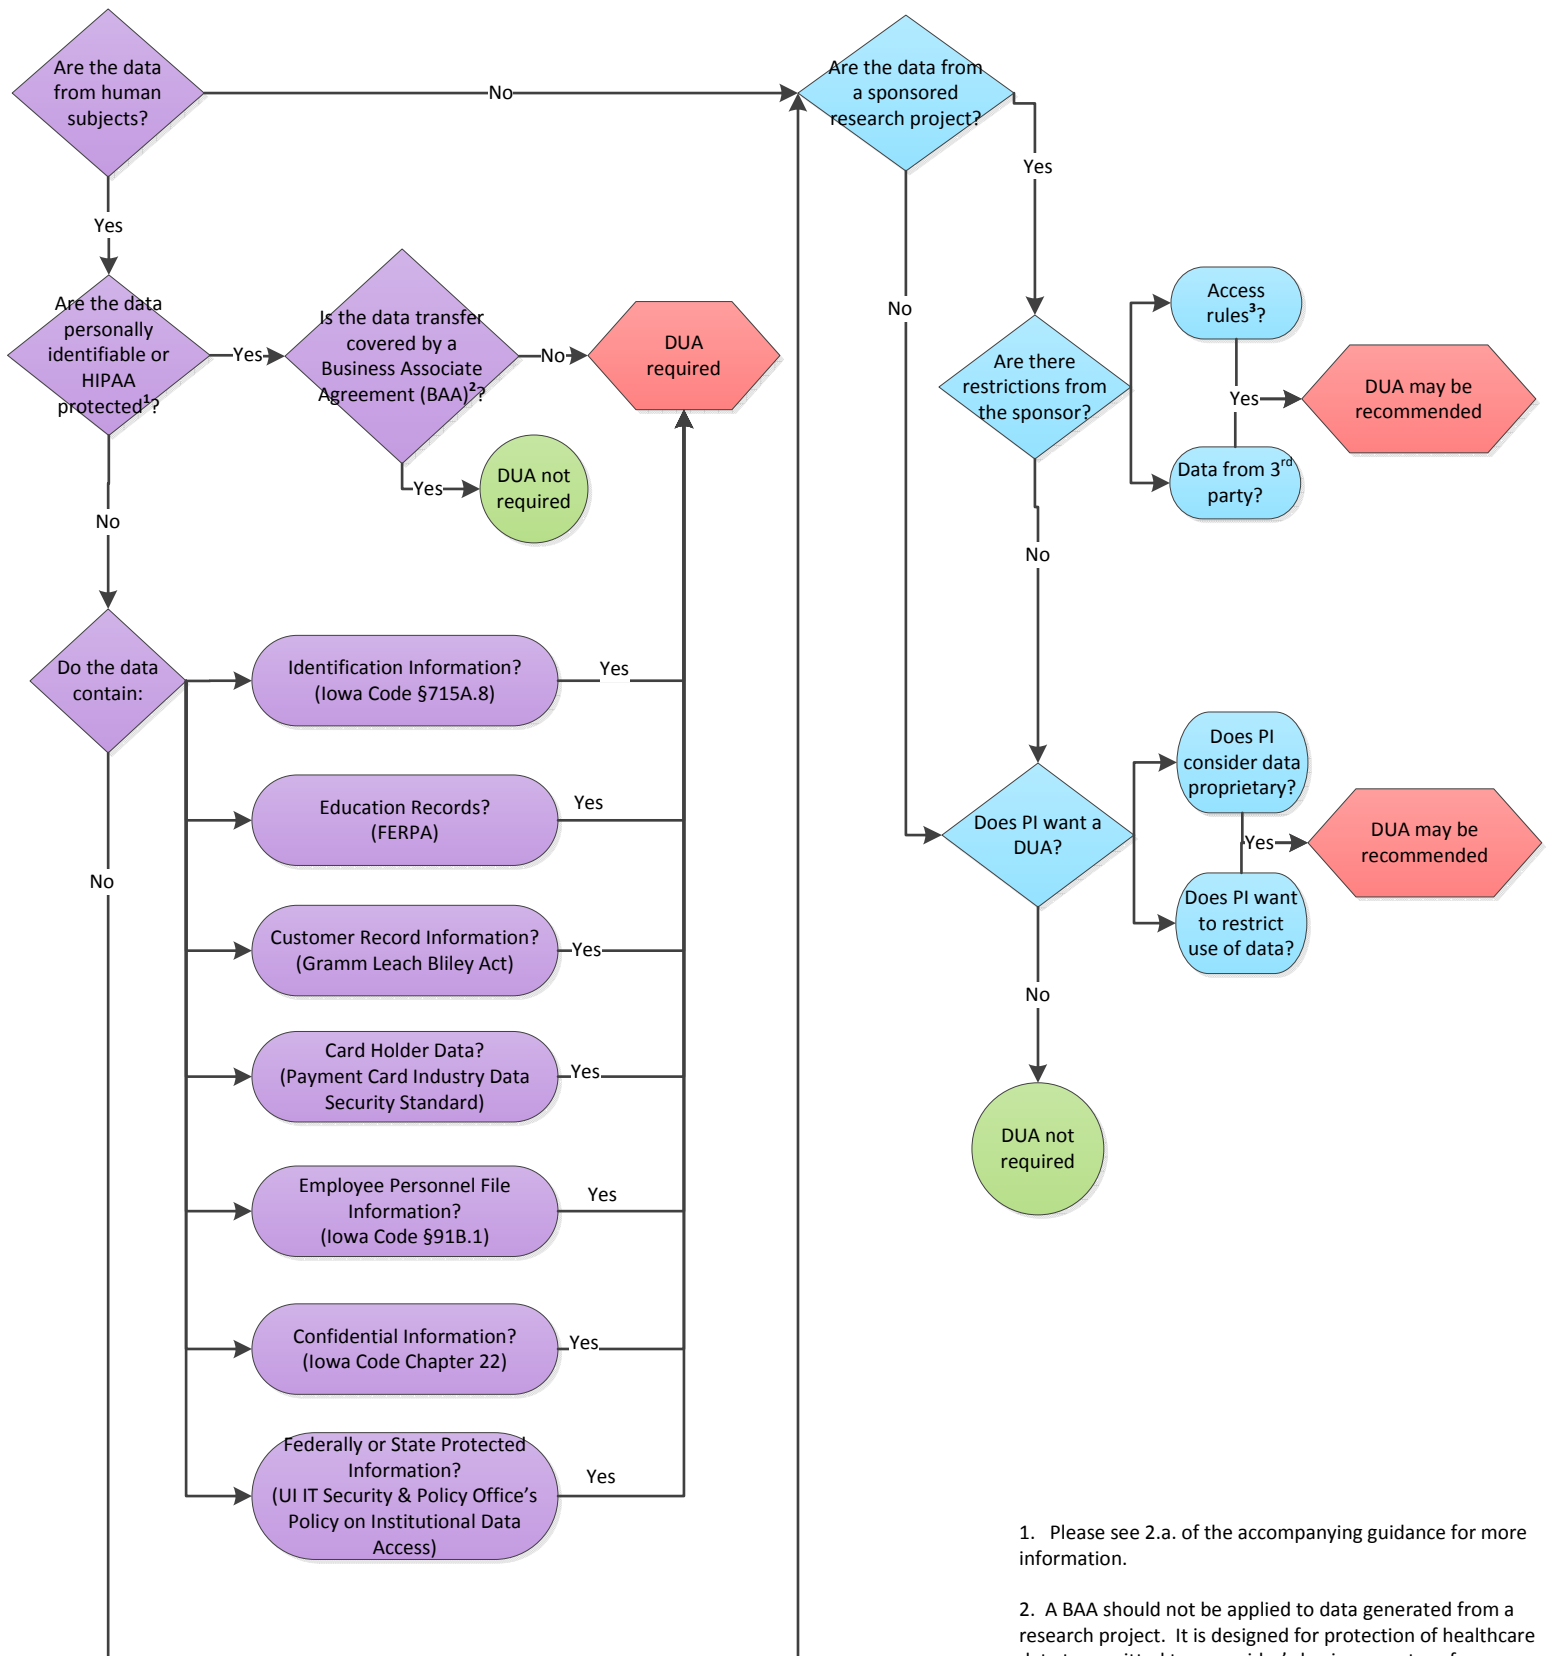 Are the data
from human
subjects?
No
Are the data from
a sponsored
research project?
Yes
Yes
No
Are the data
personally
identifiable or
HIPAA
protected¹?
Yes
Is the data transfer
covered by a
Business Associate
Agreement (BAA)²?
No
DUA
required
Yes
DUA not
required
Access
rules³?
Are there
restrictions from
the sponsor?
Yes
DUA may be
recommended
Data from 3rd
party?
No
No
Do the data
contain:
Identification Information?
(Iowa Code §715A.8)
Yes
Education Records?
(FERPA)
Yes
Customer Record Information?
(Gramm Leach Bliley Act)
Yes
Card Holder Data?
(Payment Card Industry Data
Security Standard)
Yes
Employee Personnel File
Information?
(Iowa Code §91B.1)
Yes
Confidential Information?
(Iowa Code Chapter 22)
Yes
Federally or State Protected
Information?
(UI IT Security & Policy Office's
Policy on Institutional Data
Access)
Yes
No
Does PI
consider data
proprietary?
Does PI want a
DUA?
Yes
DUA may be
recommended
Does PI want
to restrict
use of data?
No
DUA not
required
1. Please see 2.a. of the accompanying guidance for more
information.
2. A BAA should not be applied to data generated from a
research project. It is designed for protection of healthcare